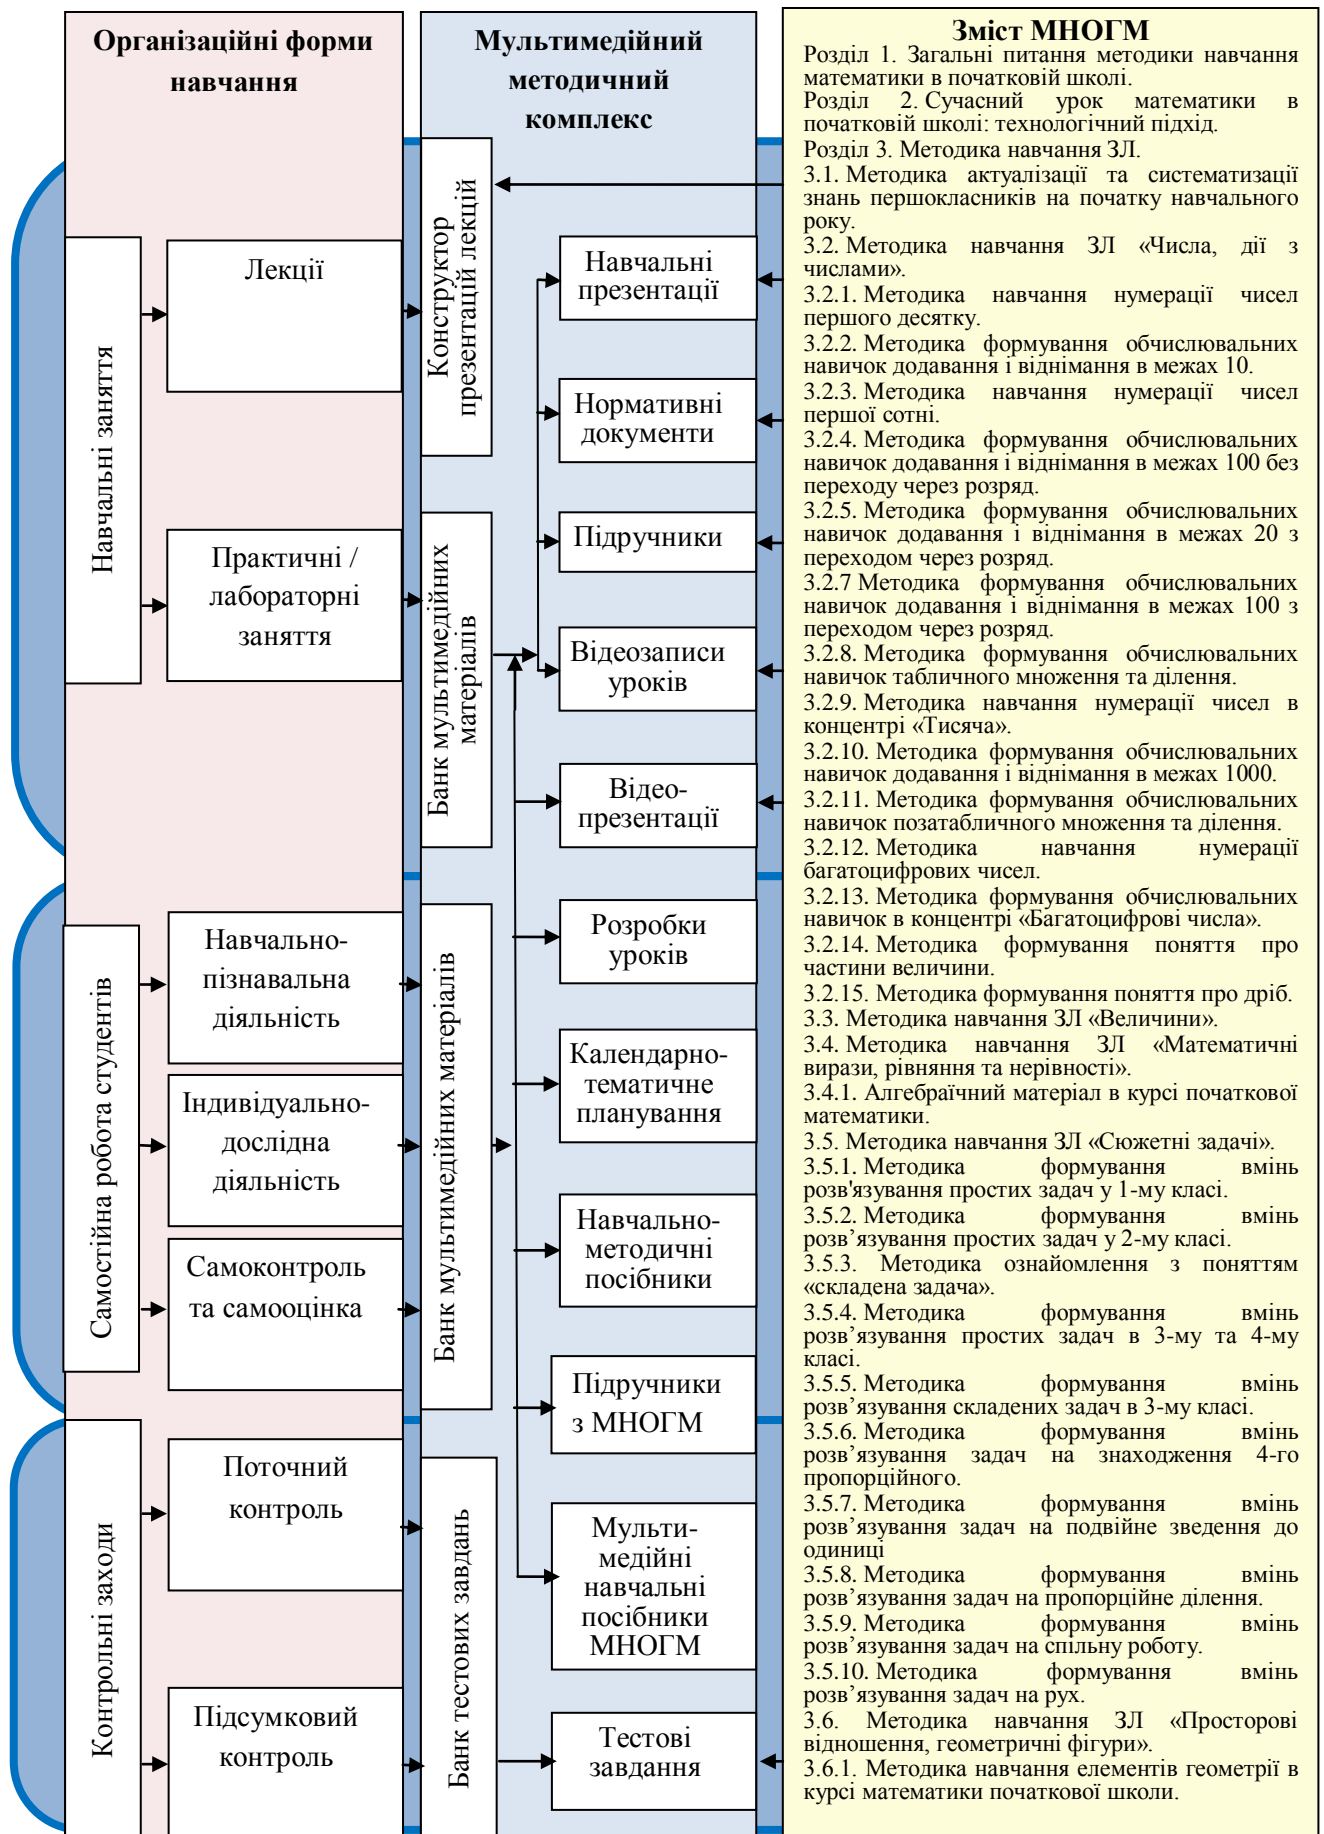 Організаційні форми
навчання
Навчальні заняття
Лекції
Практичні /
лабораторні
заняття
Самостійна робота студентів
Навчально-
пізнавальна
діяльність
Індивідуально-
дослідна
діяльність
Самоконтроль
та самооцінка
Контрольні заходи
Поточний
контроль
Підсумковий
контроль
Мультимедійний
методичний
комплекс
Конструктор
презентацій лекцій
Банк мультимедійних
матеріалів
Банк мультимедійних матеріалів
Банк тестових завдань
Навчальні
презентації
Нормативні
документи
Підручники
Відеозаписи
уроків
Відео-
презентації
Розробки
уроків
Календарно-
тематичне
планування
Навчально-
методичні
посібники
Підручники
з МНОГМ
Мульти-
медійні
навчальні
посібники
МНОГМ
Тестові
завдання
Зміст МНОГМ
Розділ 1. Загальні питання методики навчання
математики в початковій школі.
Розділ 2. Сучасний урок математики в
початковій школі: технологічний підхід.
Розділ 3. Методика навчання ЗЛ.
3.1. Методика актуалізації та систематизації
знань першокласників на початку навчального
року.
3.2. Методика навчання ЗЛ «Числа, дії з
числами».
3.2.1. Методика навчання нумерації чисел
першого десятку.
3.2.2. Методика формування обчислювальних
навичок додавання і віднімання в межах 10.
3.2.3. Методика навчання нумерації чисел
першої сотні.
3.2.4. Методика формування обчислювальних
навичок додавання і віднімання в межах 100 без
переходу через розряд.
3.2.5. Методика формування обчислювальних
навичок додавання і віднімання в межах 20 з
переходом через розряд.
3.2.7 Методика формування обчислювальних
навичок додавання і віднімання в межах 100 з
переходом через розряд.
3.2.8. Методика формування обчислювальних
навичок табличного множення та ділення.
3.2.9. Методика навчання нумерації чисел в
концентрі «Тисяча».
3.2.10. Методика формування обчислювальних
навичок додавання і віднімання в межах 1000.
3.2.11. Методика формування обчислювальних
навичок позатабличного множення та ділення.
3.2.12. Методика навчання нумерації
багатоцифрових чисел.
3.2.13. Методика формування обчислювальних
навичок в концентрі «Багатоцифрові числа».
3.2.14. Методика формування поняття про
частини величини.
3.2.15. Методика формування поняття про дріб.
3.3. Методика навчання ЗЛ «Величини».
3.4. Методика навчання ЗЛ «Математичні
вирази, рівняння та нерівності».
3.4.1. Алгебраїчний матеріал в курсі початкової
математики.
3.5. Методика навчання ЗЛ «Сюжетні задачі».
3.5.1. Методика формування вмінь
розв'язування простих задач у 1-му класі.
3.5.2. Методика формування вмінь
розв’язування простих задач у 2-му класі.
3.5.3. Методика ознайомлення з поняттям
«складена задача».
3.5.4. Методика формування вмінь
розв’язування простих задач в 3-му та 4-му
класі.
3.5.5. Методика формування вмінь
розв’язування складених задач в 3-му класі.
3.5.6. Методика формування вмінь
розв’язування задач на знаходження 4-го
пропорційного.
3.5.7. Методика формування вмінь
розв’язування задач на подвійне зведення до
одиниці
3.5.8. Методика формування вмінь
розв’язування задач на пропорційне ділення.
3.5.9. Методика формування вмінь
розв’язування задач на спільну роботу.
3.5.10. Методика формування вмінь
розв’язування задач на рух.
3.6. Методика навчання ЗЛ «Просторові
відношення, геометричні фігури».
3.6.1. Методика навчання елементів геометрії в
курсі математики початкової школи.